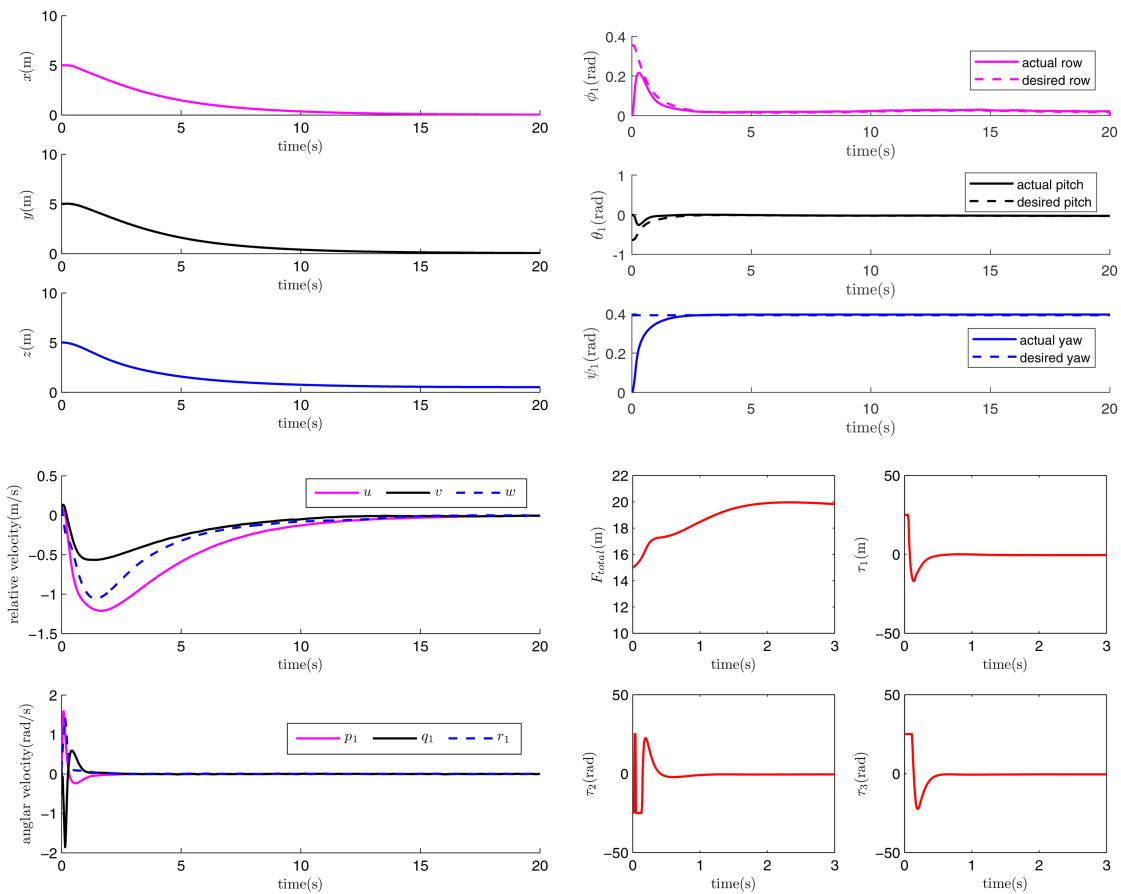 10
5
0
x(m)
0 5 10 15 20
time(s)
10
5
0
y(m)
0 5 10 15 20
time(s)
10
5
0
z(m)
0 5 10 15 20
time(s)
0.4
0.2
0
ϕ1(rad)
actual row
desired row
0 5 10 15 20
time(s)
1
0
-1
θ1(rad)
actual pitch
desired pitch
0 5 10 15 20
time(s)
0.4
0.2
0
ψ1(rad)
actual yaw
desired yaw
0 5 10 15 20
time(s)
0.5
0
−0.5
−1
−1.5
relative velocity(m/s)
u v w
0 5 10 15 20
time(s)
2
1
0
−1
−2
anglar velocity(rad/s)
p1 q1 r1
0 5 10 15 20
time(s)
22
20
18
16
14
12
10
Ftotal(m)
0 1 2 3
time(s)
50
0
−50
τ1(m)
0 1 2 3
time(s)
50
0
−50
τ2(rad)
0 1 2 3
time(s)
50
0
−50
τ3(rad)
0 1 2 3
time(s)